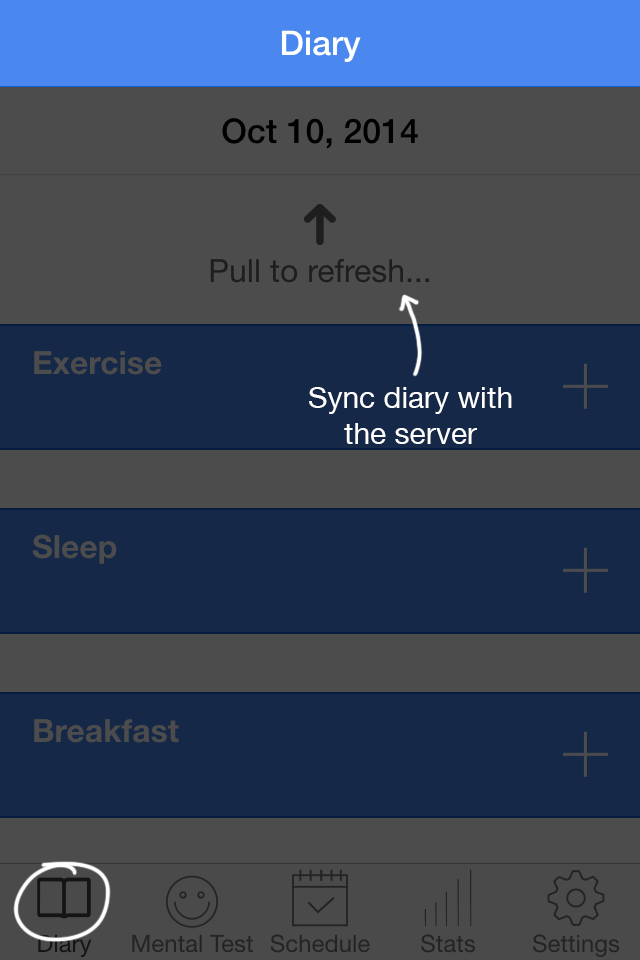 Diary
Oct 10, 2014
Pull to refresh...
Exercise
Sync diary with
the server
Sleep
Breakfast
Diary Mental Test Schedule Stats Settings